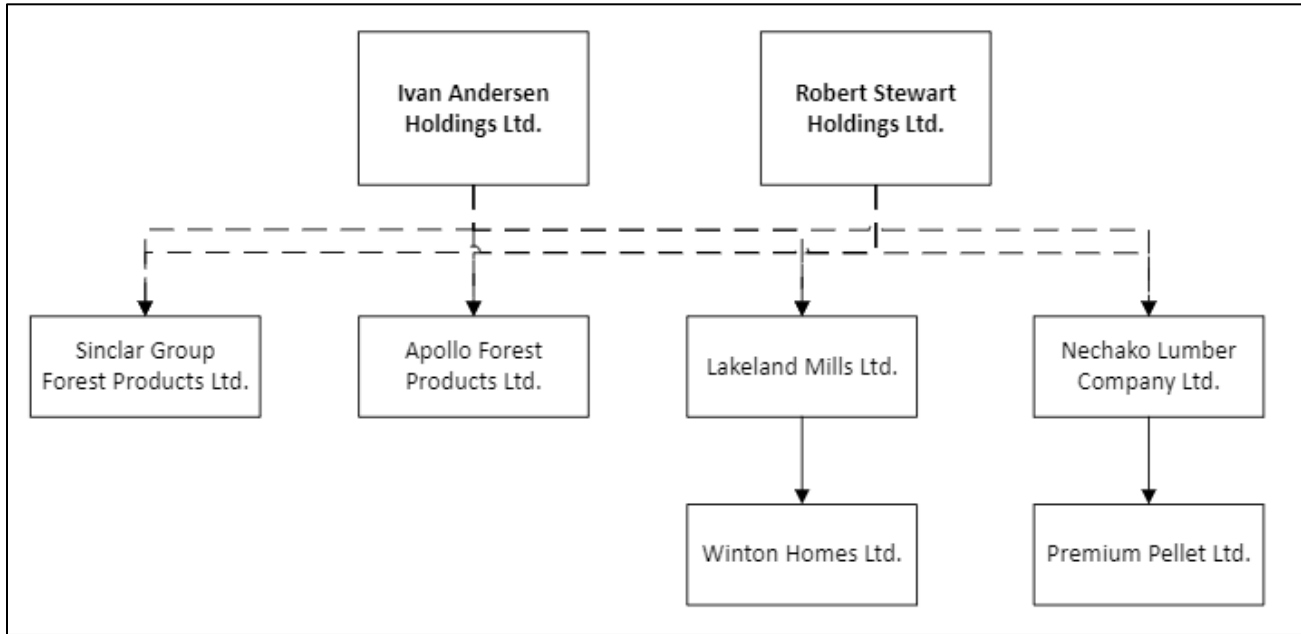 Ivan Andersen
Holdings Ltd.
Robert Stewart
Holdings Ltd.
Sinclar Group
Forest Products Ltd.
Apollo Forest
Products Ltd.
Lakeland Mills Ltd.
Nechako Lumber
Company Ltd.
Winton Homes Ltd.
Premium Pellet Ltd.